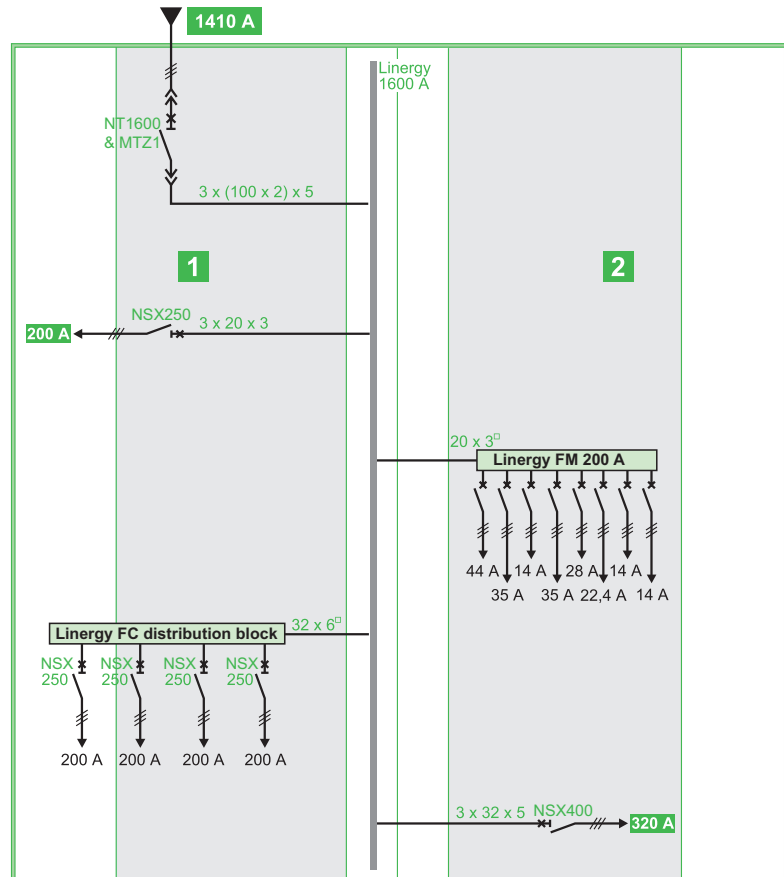 1410 A
Linergy
1600 A
NT1600
& MTZ1
3 x (100 x 2) x 5
1
2
NSX250
3 x 20 x 3
200 A
20 x 3□
Linergy FM 200 A
44 A 14 A 28 A 14 A
35 A 35 A 22,4 A 14 A
32 x 6□
Linergy FC distribution block
NSX NSX NSX NSX
250 250 250 250
200 A 200 A 200 A 200 A
3 x 32 x 5
NSX400
320 A